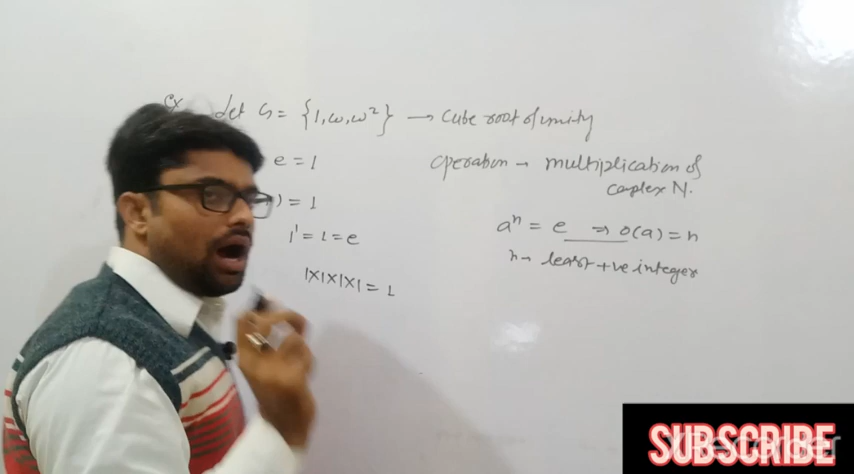 Ex. Let G = {1, ω, ω²} → Cube root of unity
e = 1
operation → multiplication of
complex N.
) = 1
aⁿ = e ⇒ o(a) = n
1¹ = 1 = e
n → least +ve integer
1×1×1×1 = 1
SUBSCRIBE